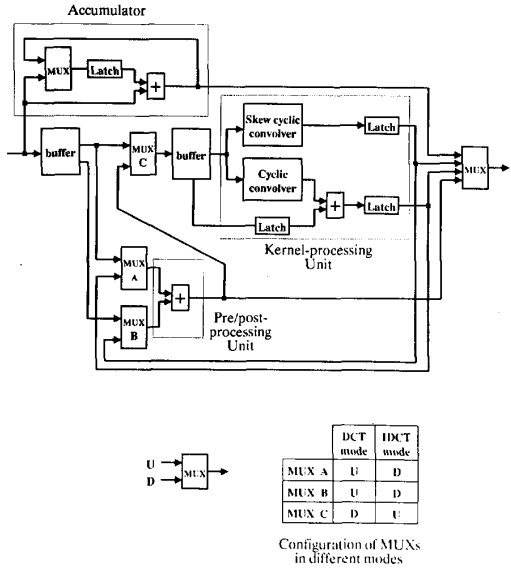 Accumulator
MUX
Latch
+
buffer
MUX
C
buffer
Skew cyclic
convolver
Latch
Cyclic
convolver
+
Latch
Latch
MUX
Kernel-processing
Unit
MUX
A
MUX
B
+
Pre/post-
processing
Unit
U
D
MUX
DCT
mode
IDCT
mode
MUX A U D
MUX B U D
MUX C D U
Configuration of MUXs
in different modes